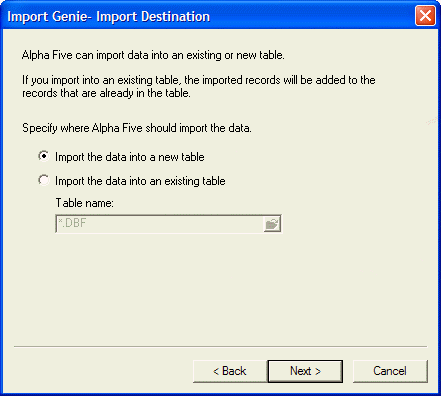 Import Genie- Import Destination
Alpha Five can import data into an existing or new table.
If you import into an existing table, the imported records will be added to the
records that are already in the table.
Specify where Alpha Five should import the data.
Import the data into a new table
Import the data into an existing table
Table name:
*.DBF
< Back
Next >
Cancel